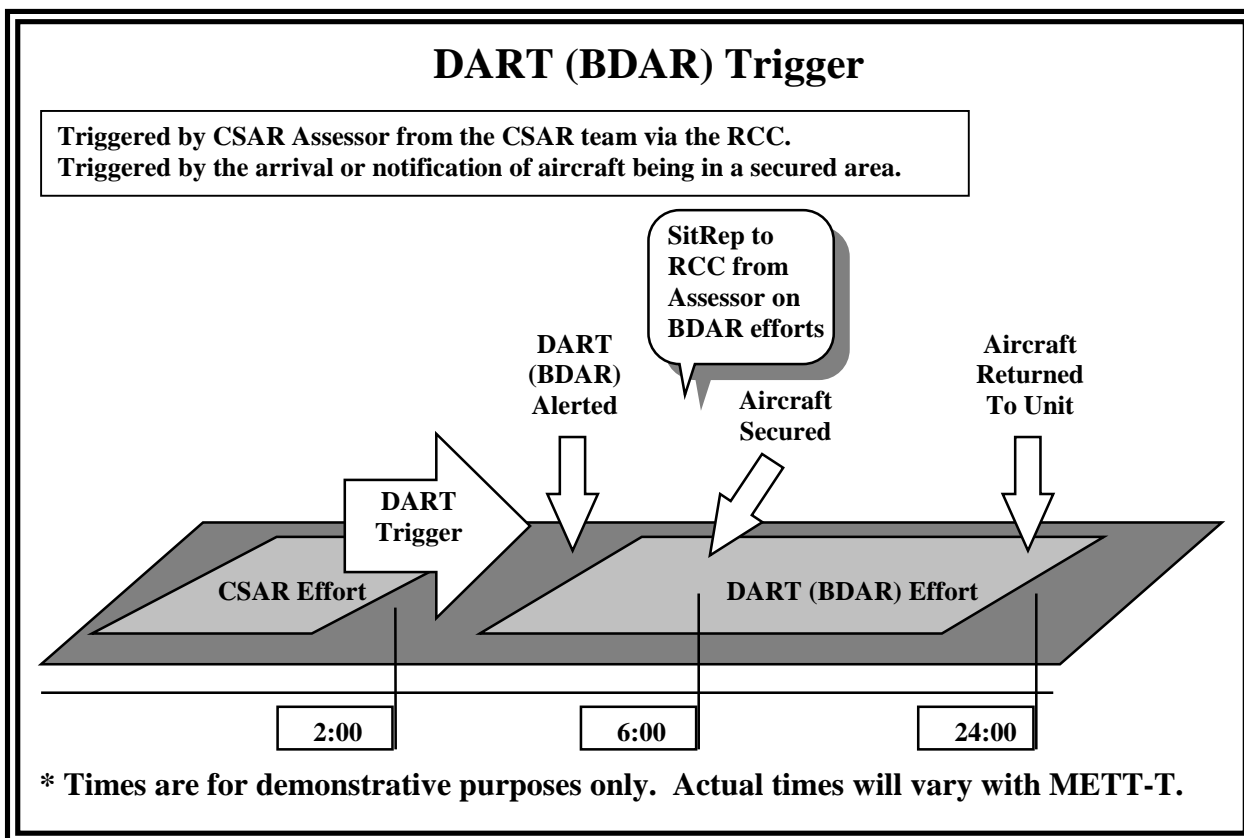 DART (BDAR) Trigger
Triggered by CSAR Assessor from the CSAR team via the RCC.
Triggered by the arrival or notification of aircraft being in a secured area.
SitRep to
RCC from
Assessor on
BDAR efforts
DART
(BDAR)
Alerted
Aircraft
Secured
Aircraft
Returned
To Unit
DART
Trigger
CSAR Effort
DART (BDAR) Effort
2:00
6:00
24:00
* Times are for demonstrative purposes only. Actual times will vary with METT-T.